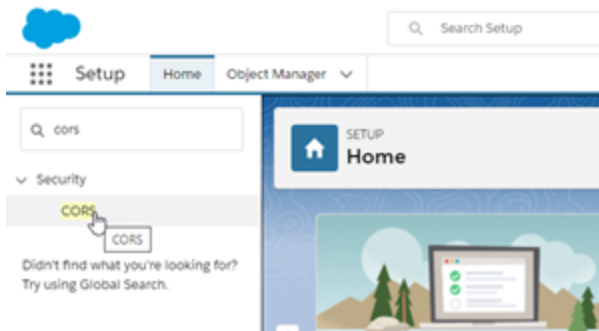 Search Setup
Setup
Home
Object Manager
cors
SETUP
Home
Security
CORS
CORS
Didn't find what you're looking for?
Try using Global Search.